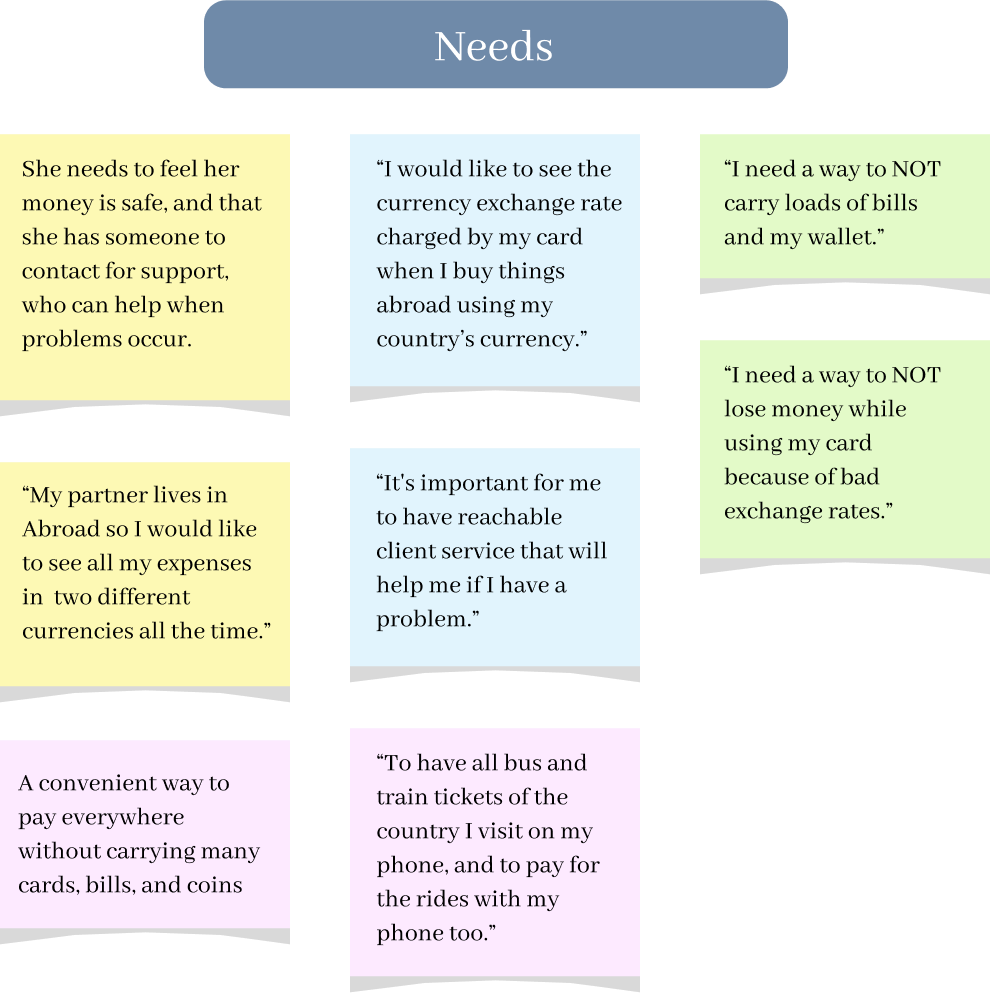 Needs
She needs to feel her
money is safe, and that
she has someone to
contact for support,
who can help when
problems occur.
“My partner lives in
Abroad so I would like
to see all my expenses
in  two different
currencies all the time.”
A convenient way to
pay everywhere
without carrying many
cards, bills, and coins
“I would like to see the
currency exchange rate
charged by my card
when I buy things
abroad using my
country’s currency.”
“It's important for me
to have reachable
client service that will
help me if I have a
problem.”
“To have all bus and
train tickets of the
country I visit on my
phone, and to pay for
the rides with my
phone too.”
“I need a way to NOT
carry loads of bills
and my wallet.”
“I need a way to NOT
lose money while
using my card
because of bad
exchange rates.”